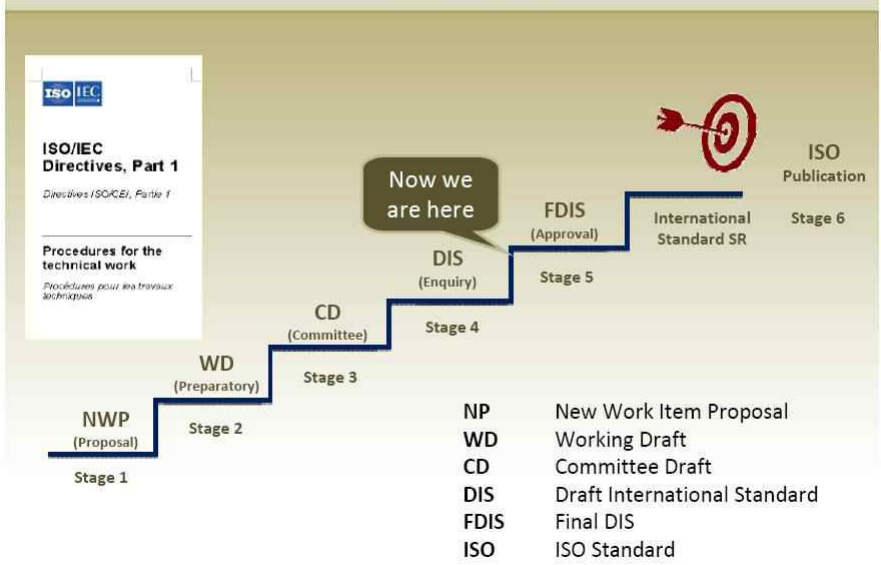 ISO IEC
ISO/IEC
Directives, Part 1
Directives ISO/CEI, Partie 1
Procedures for the
technical work
Procédures pour les travaux
techniques
Now we
are here
NWP
(Proposal)
Stage 1
WD
(Preparatory)
Stage 2
CD
(Committee)
Stage 3
DIS
(Enquiry)
Stage 4
FDIS
(Approval)
Stage 5
International
Standard SR
ISO
Publication
Stage 6
NP New Work Item Proposal
WD Working Draft
CD Committee Draft
DIS Draft International Standard
FDIS Final DIS
ISO ISO Standard